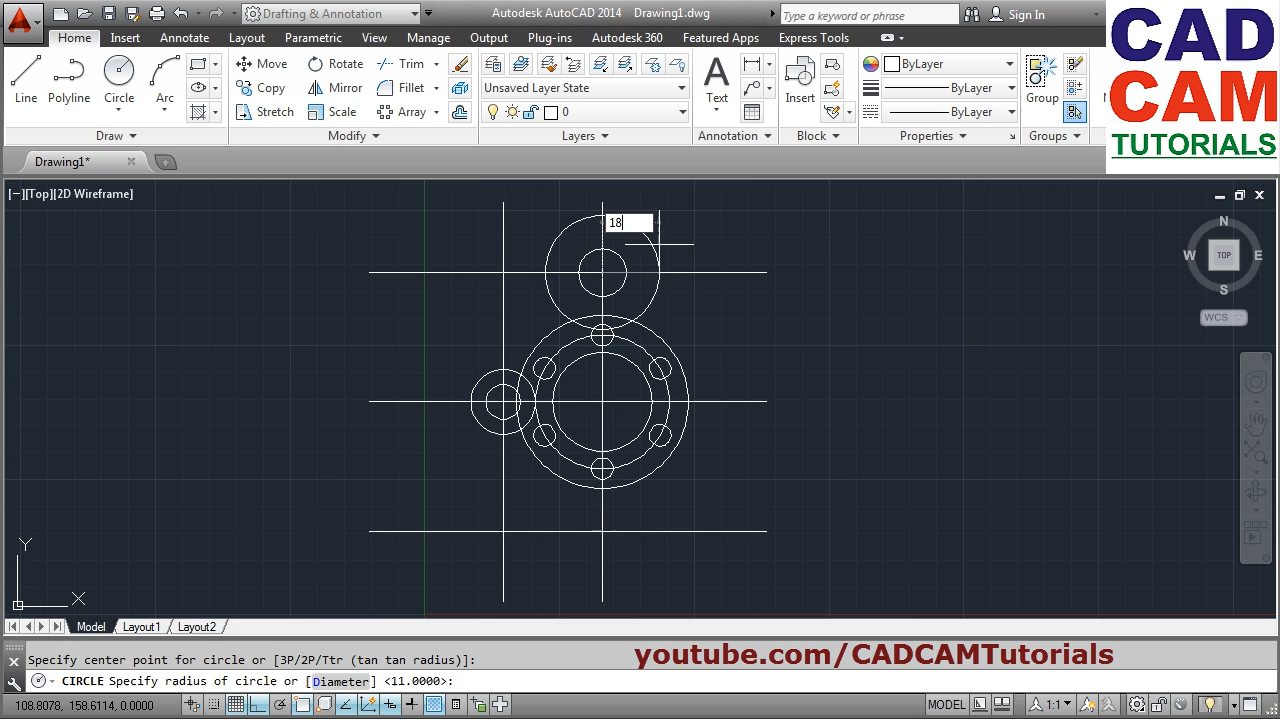 Drafting & Annotation
Autodesk AutoCAD 2014 Drawing1.dwg
Type a keyword or phrase
Sign In
Home Insert Annotate Layout Parametric View Manage Output Plug-ins Autodesk 360 Featured Apps Express Tools
CAD
CAM
TUTORIALS
Line Polyline Circle Arc
Move Rotate Trim
Copy Mirror Fillet
Stretch Scale Array
Unsaved Layer State
0
Text
Insert
ByLayer
ByLayer
ByLayer
Group
Draw Modify Layers Annotation Block Properties Groups
Drawing1*
[−][Top][2D Wireframe]
18
N
W TOP E
S
WCS
Y
X
Model Layout1 Layout2
Specify center point for circle or [3P/2P/Ttr (tan tan radius)]:
youtube.com/CADCAMTutorials
CIRCLE Specify radius of circle or [Diameter] <11.0000>:
108.8078, 158.6114, 0.0000
MODEL
1:1